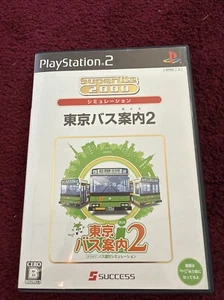 PlayStation 2
SuperLite
2000
シミュレーション
東京バス案内2
東京
バス案内2
B
SUCCESS